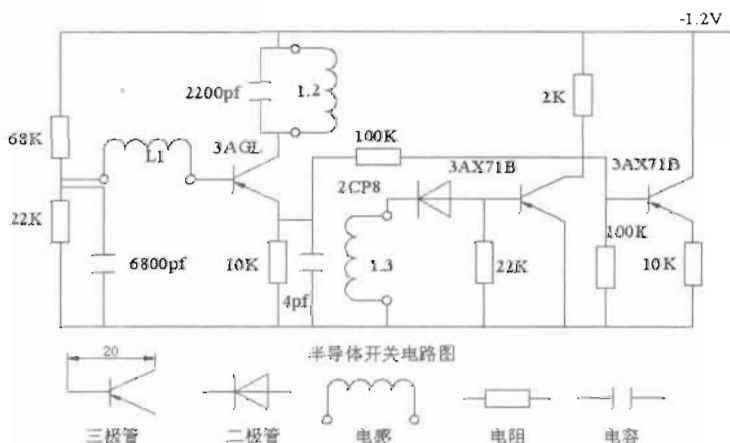 -1.2V
2200pf
1.2
2K
68K
L1
3AGL
100K
3AX71B
3AX71B
2CP8
22K
100K
6800pf
10K
4pf
1.3
22K
10K
半导体开关电路图
20
三极管
二极管
电感
电阻
电容